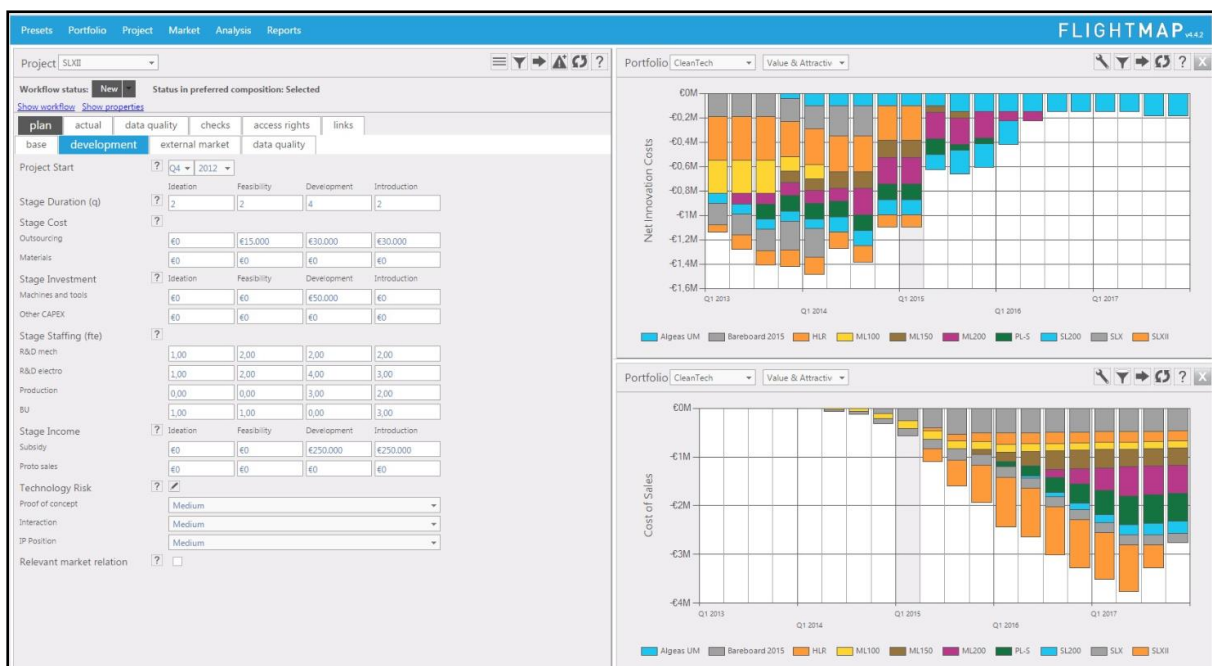 Presets Portfolio Project Market Analysis Reports
FLIGHTMAP v4.4.2
Project SLXII
?
Workflow status: New Status in preferred composition: Selected
Show workflow Show properties
plan actual data quality checks access rights links
base development external market data quality
Project Start ? Q4 2012
Ideation Feasibility Development Introduction
Stage Duration (q) ? 2 2 4 2
Stage Cost ?
Outsourcing €0 €15.000 €30.000 €30.000
Materials €0 €0 €0 €0
Stage Investment ? Ideation Feasibility Development Introduction
Machines and tools €0 €0 €50.000 €0
Other CAPEX €0 €0 €0 €0
Stage Staffing (fte) ?
R&D mech 1,00 2,00 2,00 2,00
R&D electro 1,00 2,00 4,00 3,00
Production 0,00 0,00 3,00 2,00
BU 1,00 1,00 0,00 3,00
Stage Income ? Ideation Feasibility Development Introduction
Subsidy €0 €0 €250.000 €250.000
Proto sales €0 €0 €0 €0
Technology Risk ?
Proof of concept Medium
Interaction Medium
IP Position Medium
Relevant market relation ?
Portfolio CleanTech Value & Attractiv ? X
Net Innovation Costs
€0M
-€0,2M
-€0,4M
-€0,6M
-€0,8M
-€1M
-€1,2M
-€1,4M
-€1,6M
Q1 2013 Q1 2014 Q1 2015 Q1 2016 Q1 2017
Algeas UM Bareboard 2015 HLR ML100 ML150 ML200 PL-S SL200 SLX SLXII
Portfolio CleanTech Value & Attractiv ? X
Cost of Sales
€0M
-€1M
-€2M
-€3M
-€4M
Q1 2013 Q1 2014 Q1 2015 Q1 2016 Q1 2017
Algeas UM Bareboard 2015 HLR ML100 ML150 ML200 PL-S SL200 SLX SLXII